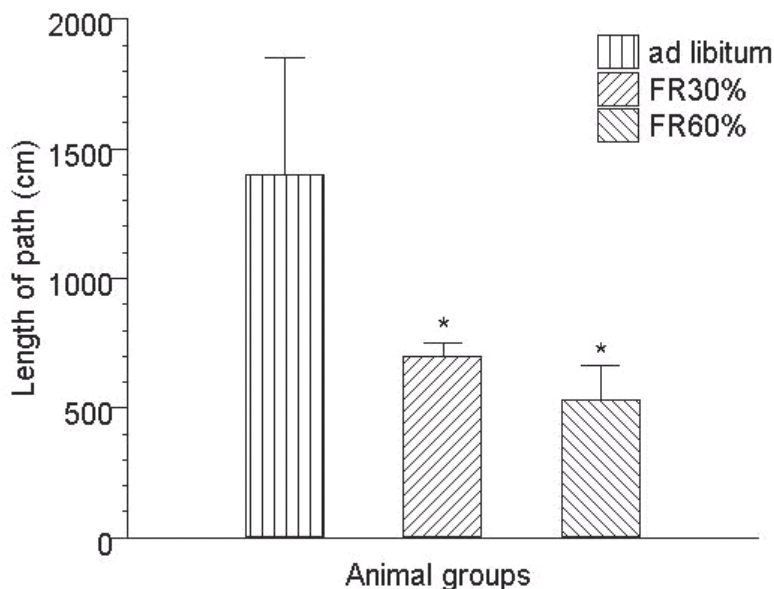 2000
1500
1000
500
0
Length of path (cm)
ad libitum
FR30%
FR60%
*
*
Animal groups